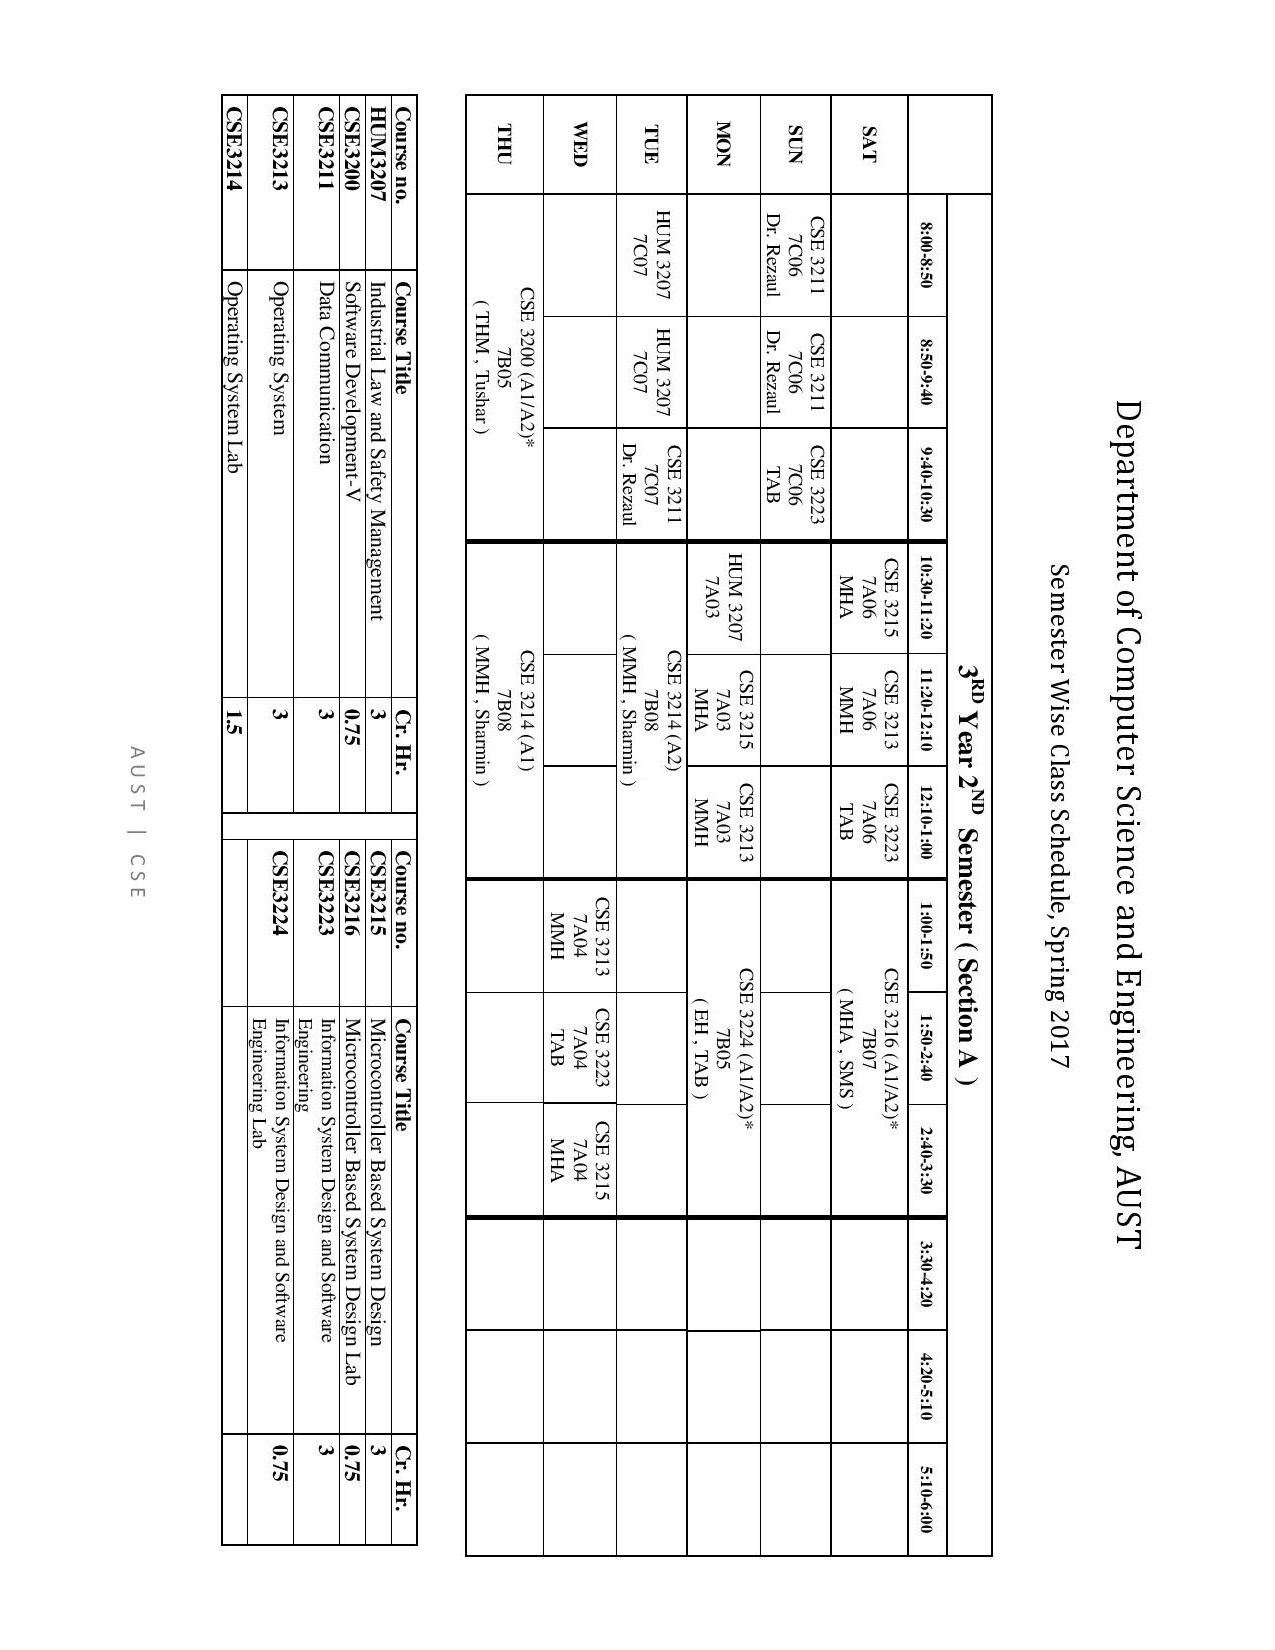 Department of Computer Science and Engineering, AUST
Semester Wise Class Schedule, Spring 2017
3RD Year 2ND Semester ( Section A )
8:00-8:50 8:50-9:40 9:40-10:30 10:30-11:20 11:20-12:10 12:10-1:00 1:00-1:50 1:50-2:40 2:40-3:30 3:30-4:20 4:20-5:10 5:10-6:00
SAT
CSE 3215
7A06
MHA
CSE 3213
7A06
MMH
CSE 3223
7A06
TAB
CSE 3216 (A1/A2)*
7B07
( MHA , SMS )
SUN
CSE 3211
7C06
Dr. Rezaul
CSE 3211
7C06
Dr. Rezaul
CSE 3223
7C06
TAB
MON
HUM 3207
7A03
CSE 3215
7A03
MHA
CSE 3213
7A03
MMH
CSE 3224 (A1/A2)*
7B05
( EH , TAB )
TUE
HUM 3207
7C07
HUM 3207
7C07
CSE 3211
7C07
Dr. Rezaul
CSE 3214 (A2)
7B08
( MMH , Sharmin )
WED
CSE 3213
7A04
MMH
CSE 3223
7A04
TAB
CSE 3215
7A04
MHA
THU
CSE 3200 (A1/A2)*
7B05
( THM , Tushar )
CSE 3214 (A1)
7B08
( MMH , Sharmin )
Course no. Course Title Cr. Hr. Course no. Course Title Cr. Hr.
HUM3207 Industrial Law and Safety Management 3 CSE3215 Microcontroller Based System Design 3
CSE3200 Software Development-V 0.75 CSE3216 Microcontroller Based System Design Lab 0.75
CSE3211 Data Communication 3 CSE3223 Information System Design and Software
Engineering 3
CSE3213 Operating System 3 CSE3224 Information System Design and Software
Engineering Lab 0.75
CSE3214 Operating System Lab 1.5
AUST | CSE